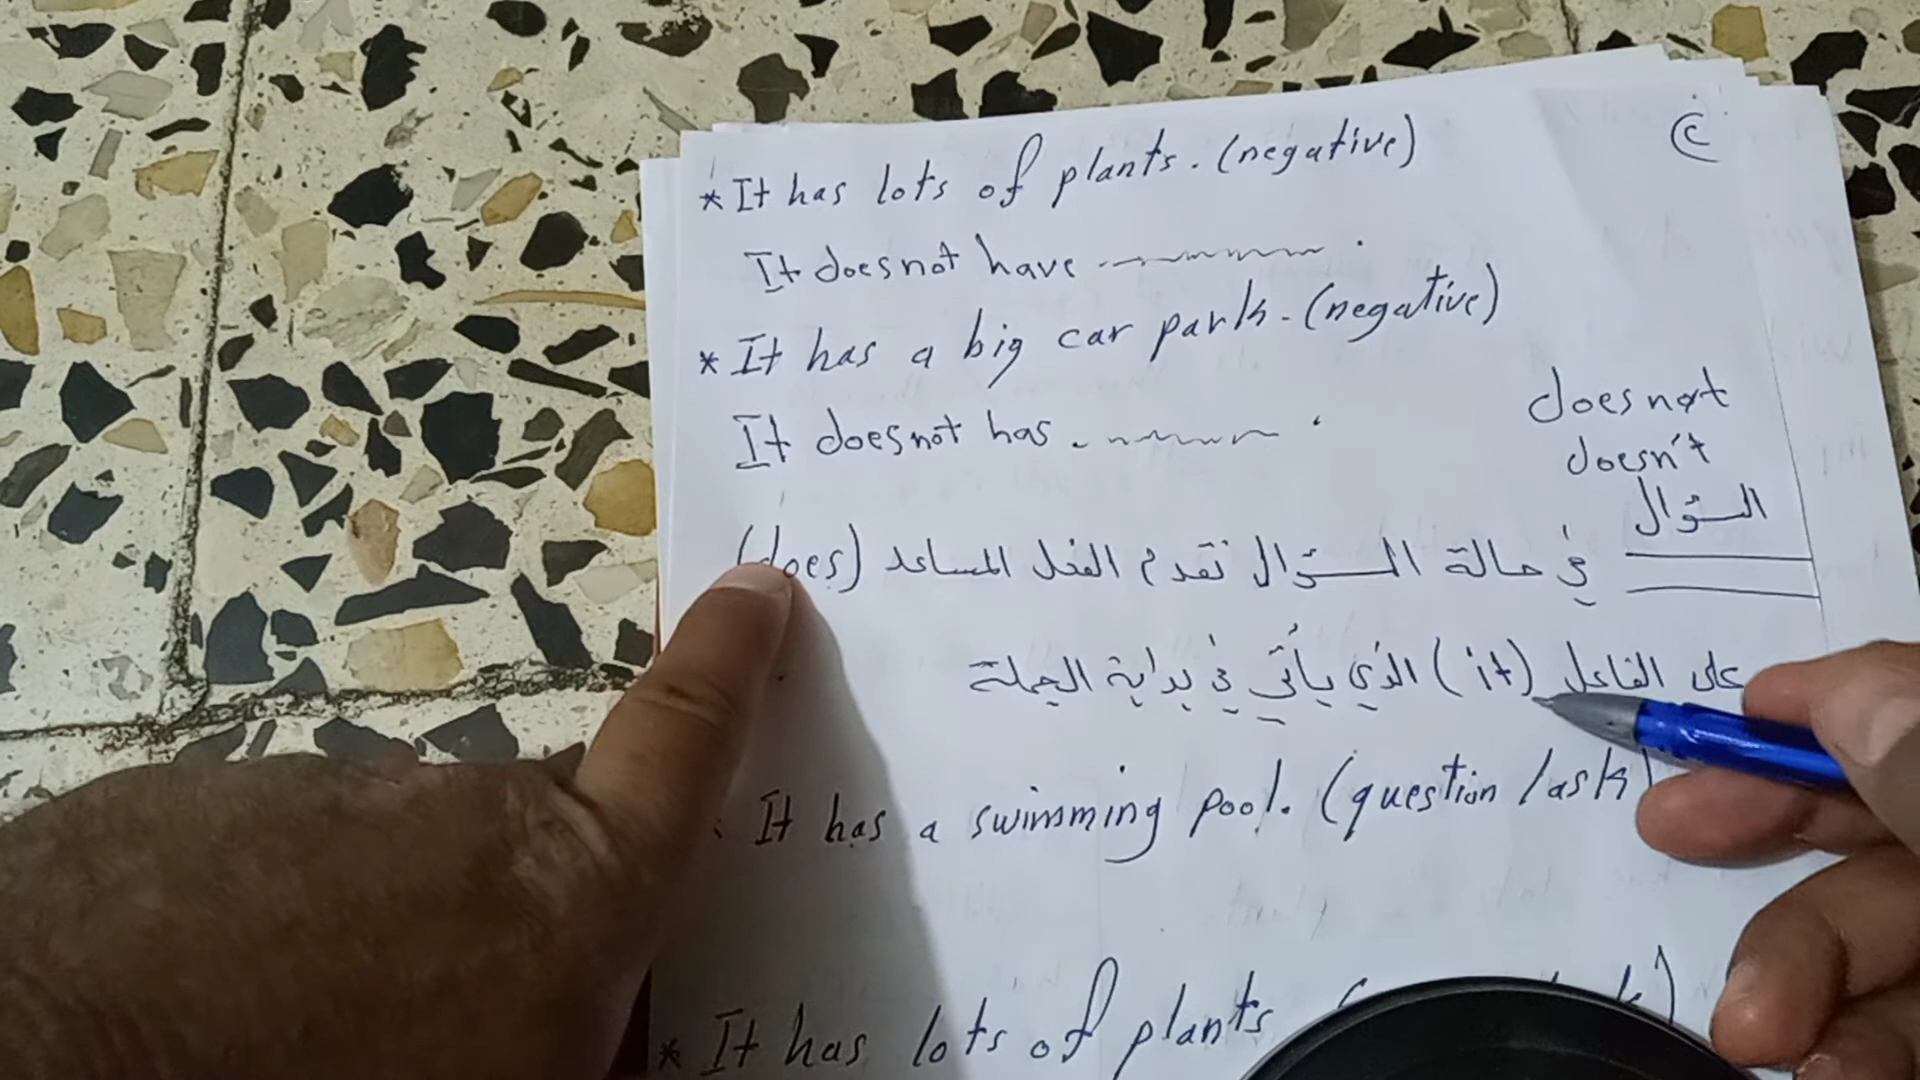 * It has lots of plants. (negative)
It does not have .
* It has a big car park. (negative)
It does not has .
does not
doesn't
السؤال
في حالة السؤال نقدم الفعل المساعد (does)
على الفاعل (it) الذي يأتي في بداية الجملة
It has a swimming pool. (question / ask)
* It has lots of plants